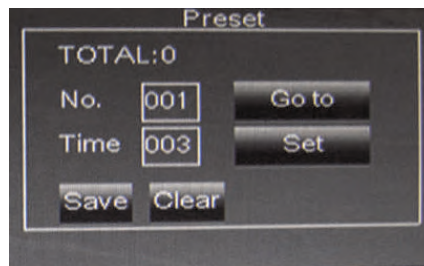 Preset
TOTAL:0
No. 001 Go to
Time 003 Set
Save Clear